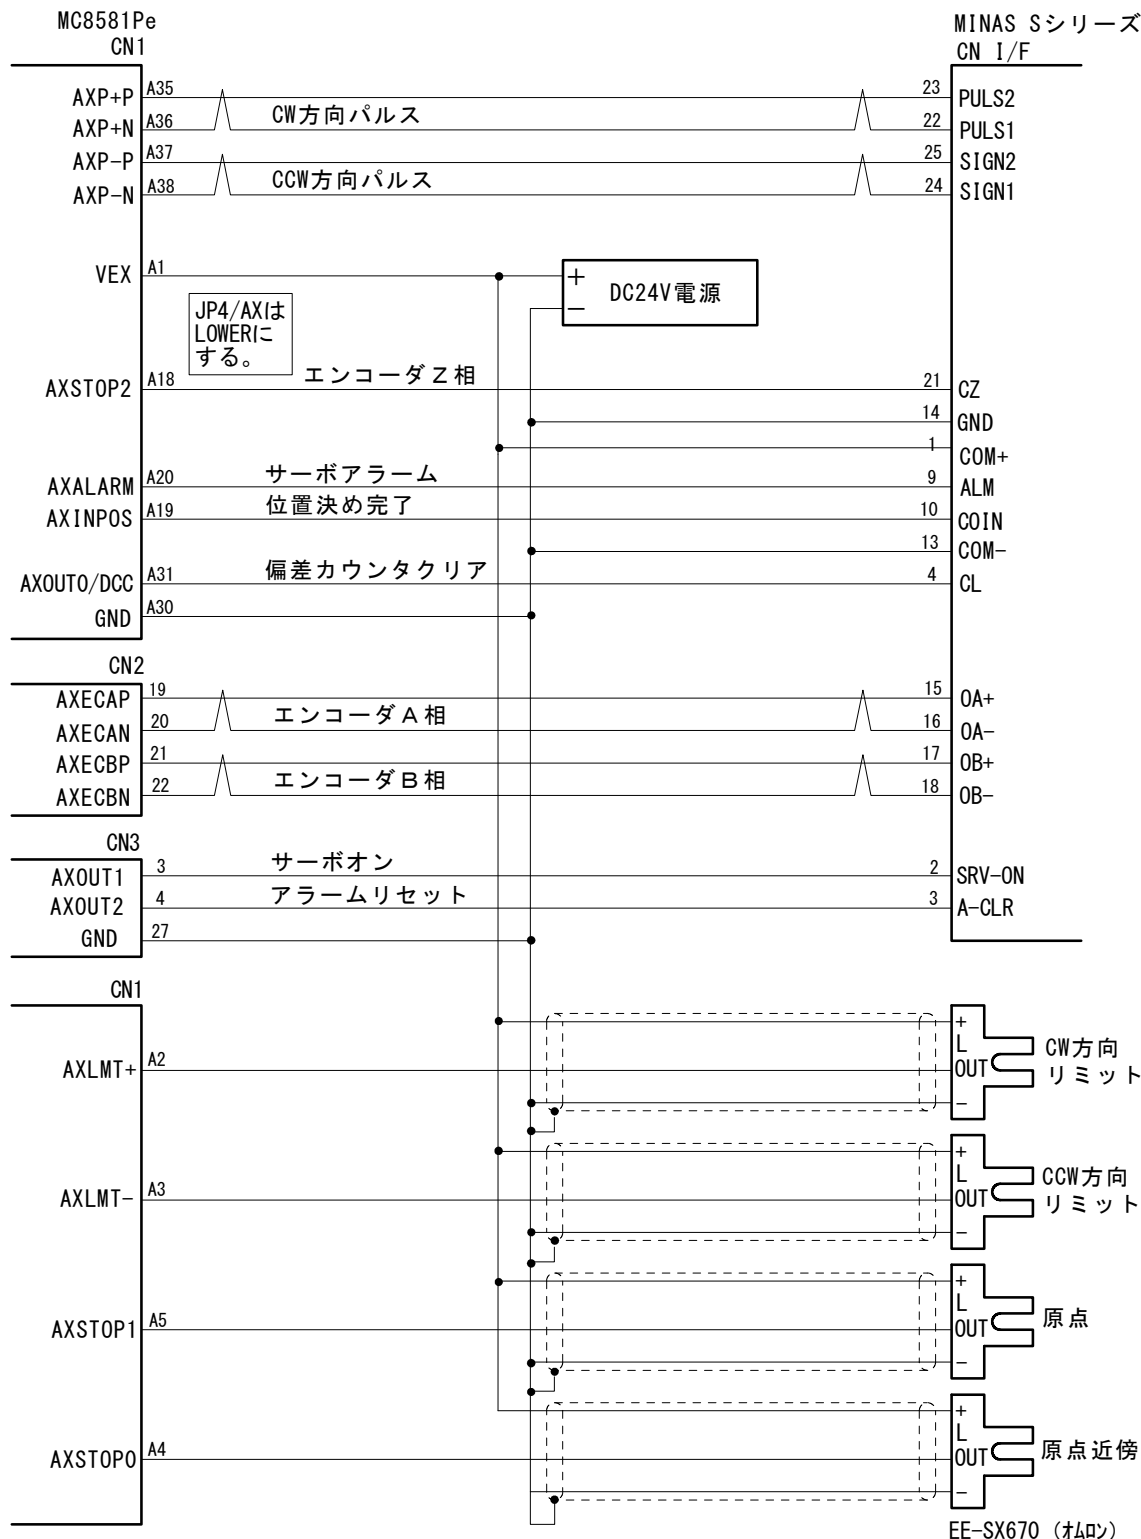 MC8581Pe
CN1
MINAS Sシリーズ
CN I/F
AXP+P A35 23 PULS2
CW方向パルス
AXP+N A36 22 PULS1
AXP-P A37 25 SIGN2
CCW方向パルス
AXP-N A38 24 SIGN1
VEX A1
+
-
DC24V電源
JP4/AXは
LOWERに
する。
AXSTOP2 A18 エンコーダZ相 21 CZ
14 GND
1 COM+
AXALARM A20 サーボアラーム 9 ALM
AXINPOS A19 位置決め完了 10 COIN
13 COM-
AXOUT0/DCC A31 偏差カウンタクリア 4 CL
GND A30
CN2
AXECAP 19 15 OA+
エンコーダA相
AXECAN 20 16 OA-
AXECBP 21 17 OB+
エンコーダB相
AXECBN 22 18 OB-
CN3
AXOUT1 3 サーボオン 2 SRV-ON
AXOUT2 4 アラームリセット 3 A-CLR
GND 27
CN1
+
L
AXLMT+ A2 OUT
-
CW方向
リミット
+
L
AXLMT- A3 OUT
-
CCW方向
リミット
+
L
AXSTOP1 A5 OUT
-
原点
+
L
AXSTOP0 A4 OUT
-
原点近傍
EE-SX670 (オムロン)